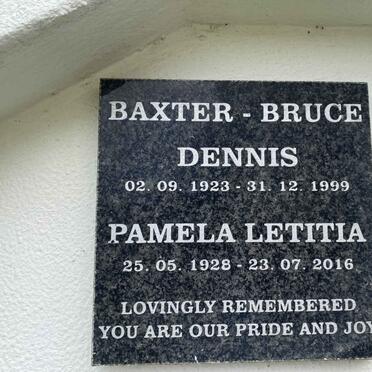 BAXTER - BRUCE
DENNIS
02. 09. 1923 - 31. 12. 1999
PAMELA LETITIA
25. 05. 1928 - 23. 07. 2016
LOVINGLY REMEMBERED
YOU ARE OUR PRIDE AND JOY